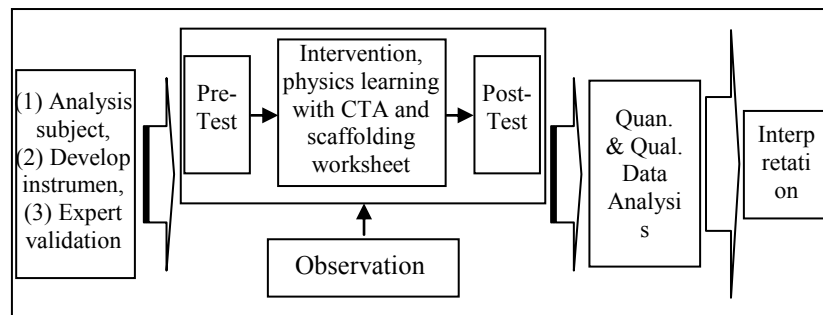 (1) Analysis
subject,
(2) Develop
instrumen,
(3) Expert
validation
Pre-
Test
Intervention,
physics learning
with CTA and
scaffolding
worksheet
Post-
Test
Observation
Quan.
& Qual.
Data
Analysi
s
Interp
retati
on